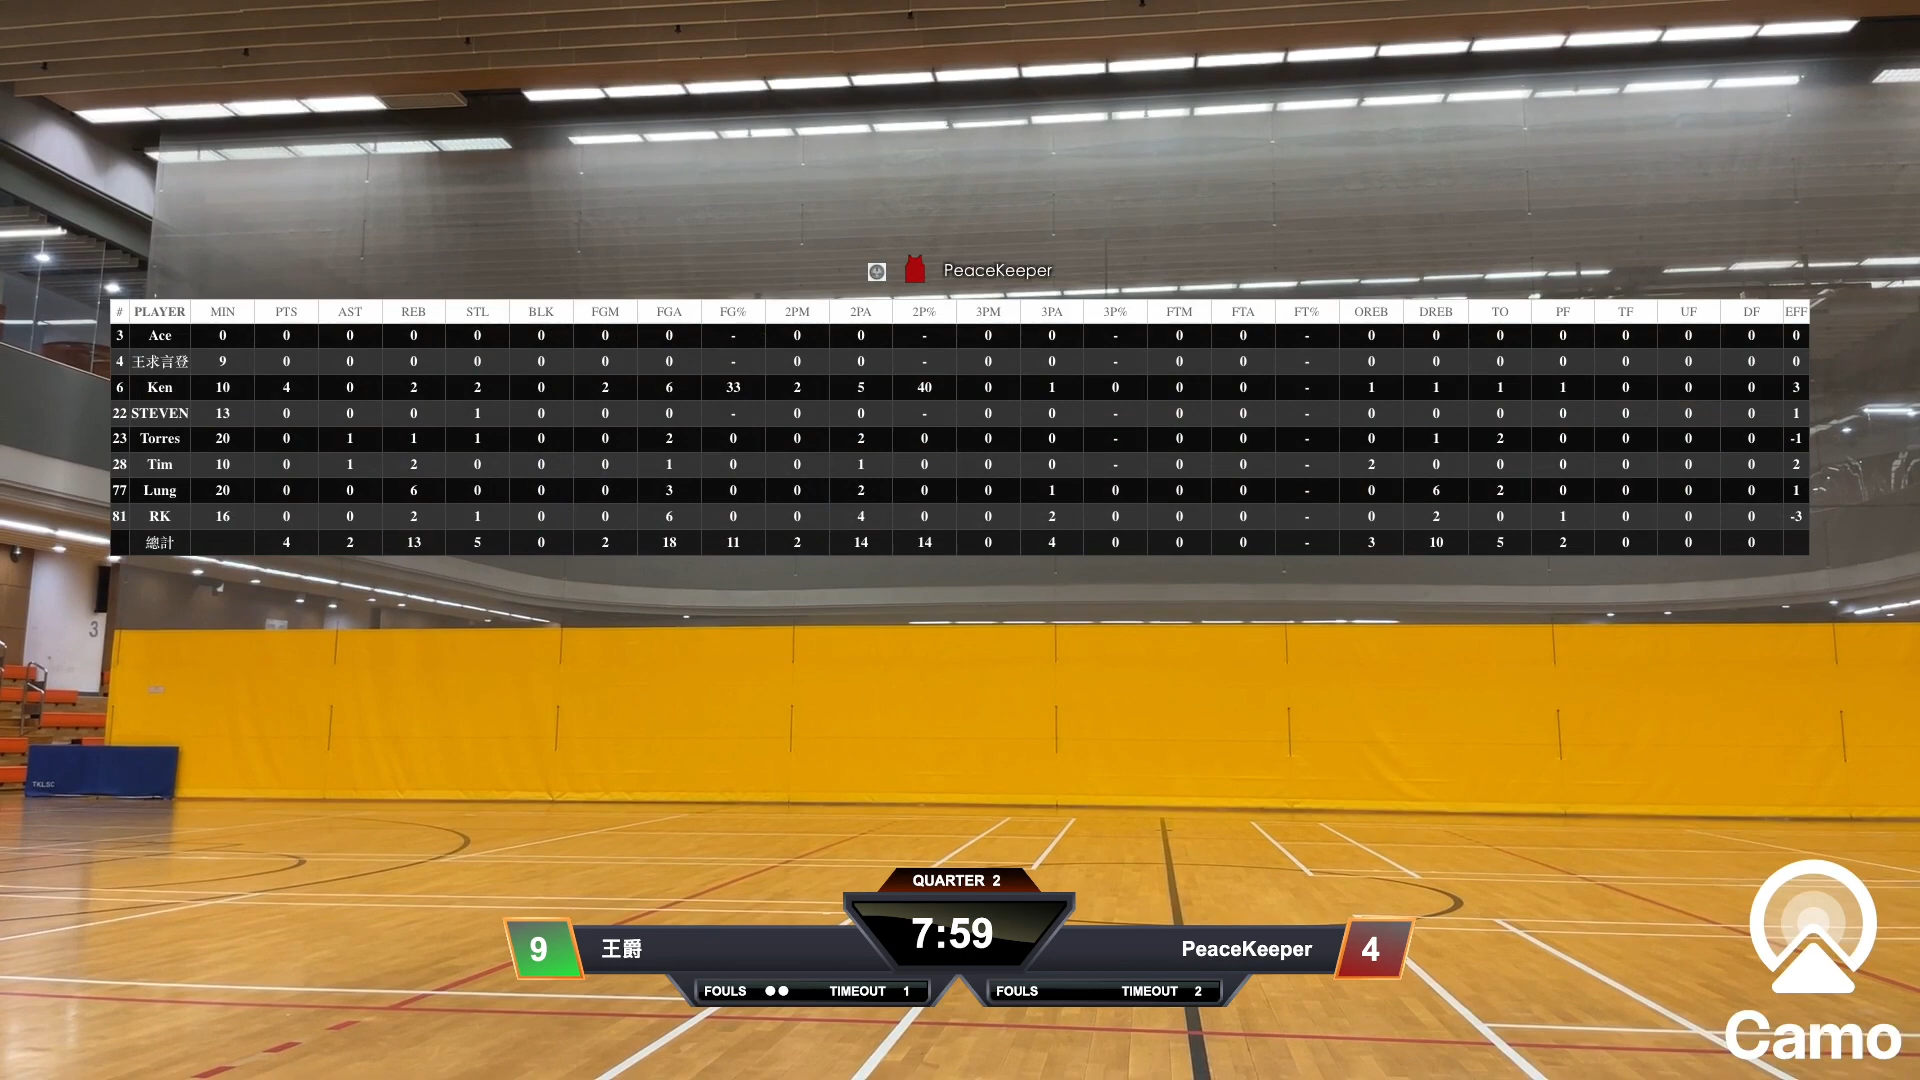 PeaceKeeper
# PLAYER MIN PTS AST REB STL BLK FGM FGA FG% 2PM 2PA 2P% 3PM 3PA 3P% FTM FTA FT% OREB DREB TO PF TF UF DF EFF
3 Ace 0 0 0 0 0 0 0 0 - 0 0 - 0 0 - 0 0 - 0 0 0 0 0 0 0 0
4 王求言登 9 0 0 0 0 0 0 0 - 0 0 - 0 0 - 0 0 - 0 0 0 0 0 0 0 0
6 Ken 10 4 0 2 2 0 2 6 33 2 5 40 0 1 0 0 0 - 1 1 1 1 0 0 0 3
22 STEVEN 13 0 0 0 1 0 0 0 - 0 0 - 0 0 - 0 0 - 0 0 0 0 0 0 0 1
23 Torres 20 0 1 1 1 0 0 2 0 0 2 0 0 0 - 0 0 - 0 1 2 0 0 0 0 -1
28 Tim 10 0 1 2 0 0 0 1 0 0 1 0 0 0 - 0 0 - 2 0 0 0 0 0 0 2
77 Lung 20 0 0 6 0 0 0 3 0 0 2 0 0 1 0 0 0 - 0 6 2 0 0 0 0 1
81 RK 16 0 0 2 1 0 0 6 0 0 4 0 0 2 0 0 0 - 0 2 0 1 0 0 0 -3
總計 4 2 13 5 0 2 18 11 2 14 14 0 4 0 0 0 - 3 10 5 2 0 0 0
3
TKLSC
QUARTER 2
9 王爵 7:59 PeaceKeeper 4
FOULS TIMEOUT 1 FOULS TIMEOUT 2
Camo